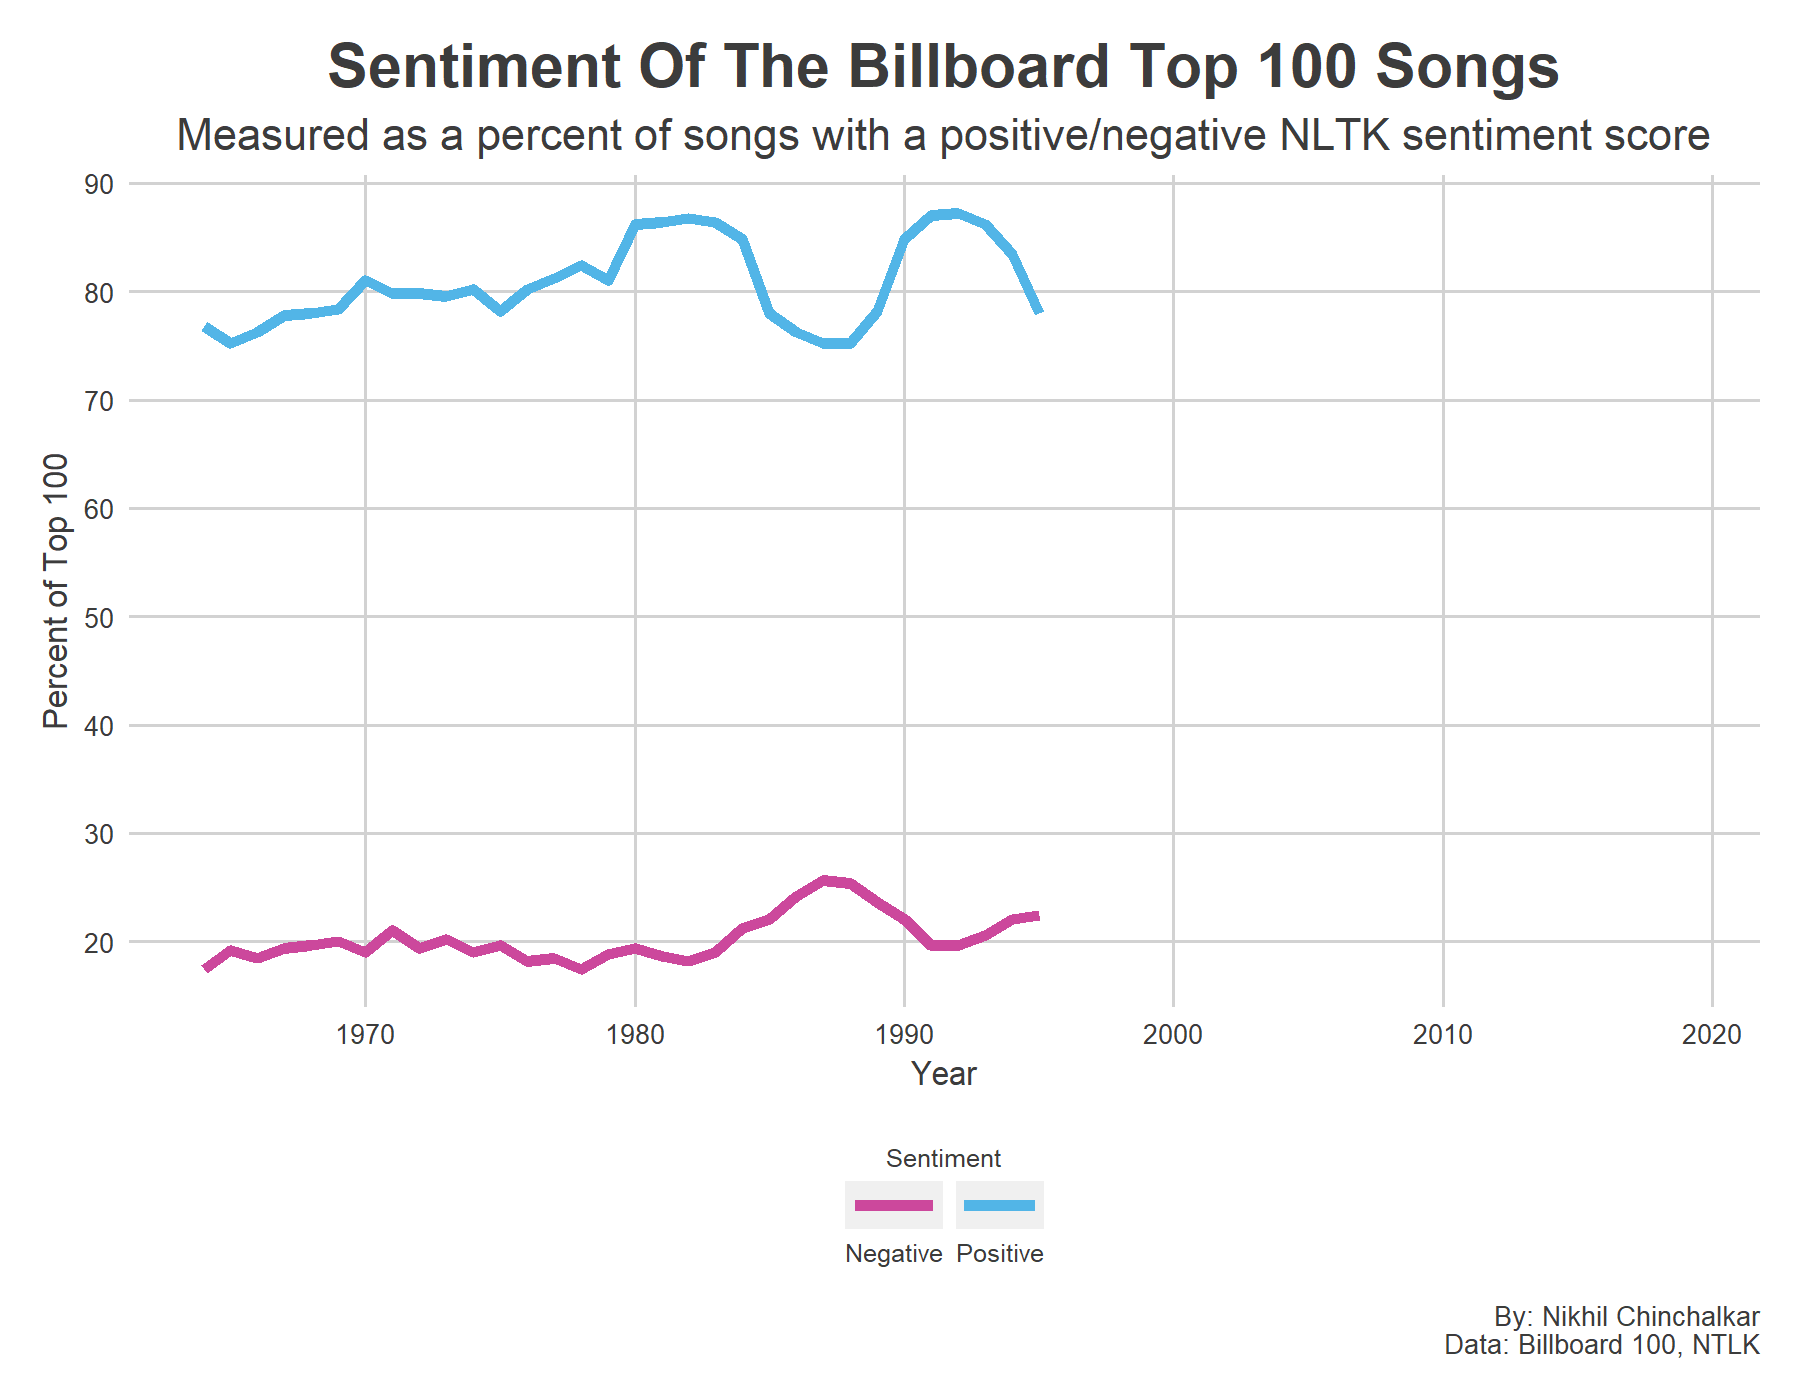 Sentiment Of The Billboard Top 100 Songs
Measured as a percent of songs with a positive/negative NLTK sentiment score
90
80
70
60
50
40
30
20
Percent of Top 100
1970 1980 1990 2000 2010 2020
Year
Sentiment
Negative Positive
By: Nikhil Chinchalkar
Data: Billboard 100, NTLK